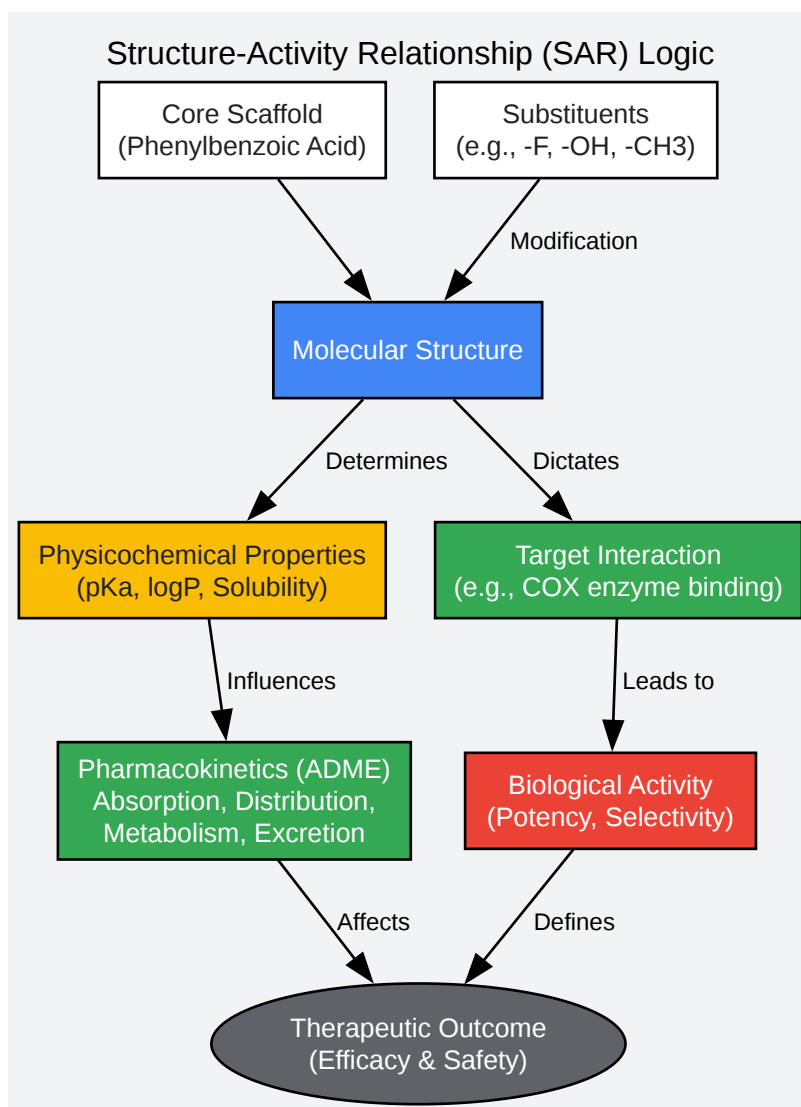 Structure-Activity Relationship (SAR) Logic
Core Scaffold
(Phenylbenzoic Acid)
Substituents
(e.g., -F, -OH, -CH3)
Modification
Molecular Structure
Determines
Dictates
Physicochemical Properties
(pKa, logP, Solubility)
Target Interaction
(e.g., COX enzyme binding)
Influences
Leads to
Pharmacokinetics (ADME)
Absorption, Distribution,
Metabolism, Excretion
Biological Activity
(Potency, Selectivity)
Affects
Defines
Therapeutic Outcome
(Efficacy & Safety)